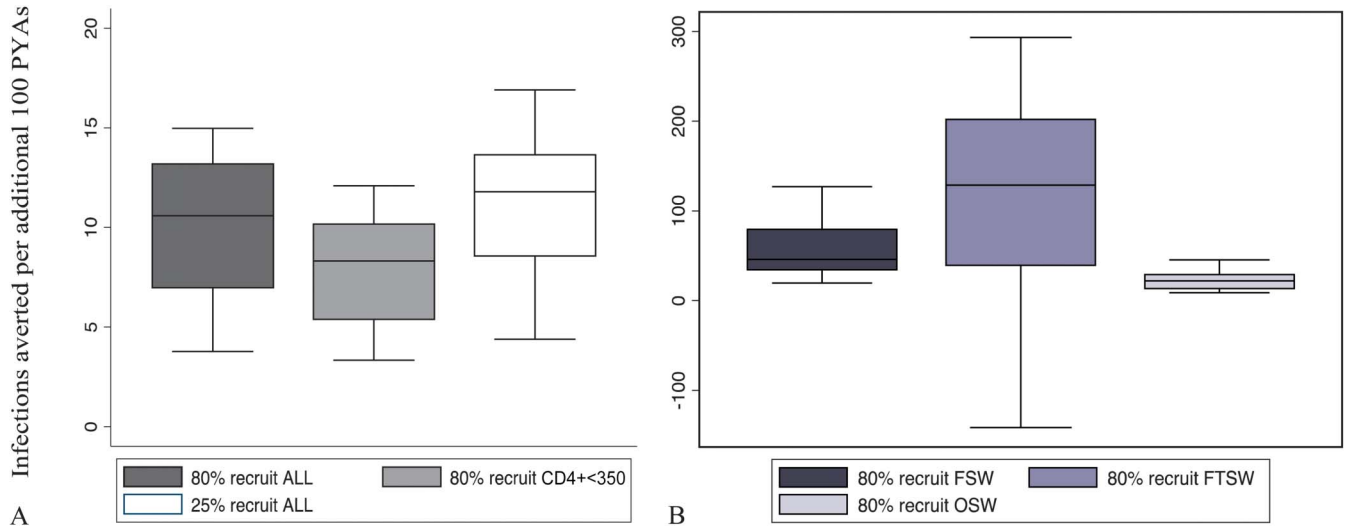 Infections averted per additional 100 PYAs
20
15
10
5
0
80% recruit ALL
80% recruit CD4+<350
25% recruit ALL
A
300
200
100
0
-100
80% recruit FSW
80% recruit FTSW
80% recruit OSW
B